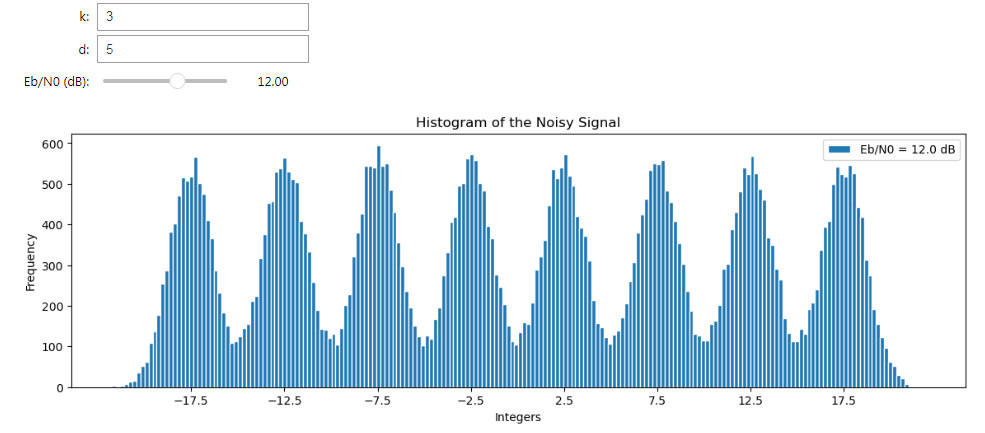 k: 3
d: 5
Eb/N0 (dB): 12.00
Histogram of the Noisy Signal
Eb/N0 = 12.0 dB
600
500
400
300
200
100
0
Frequency
−17.5 −12.5 −7.5 −2.5 2.5 7.5 12.5 17.5
Integers